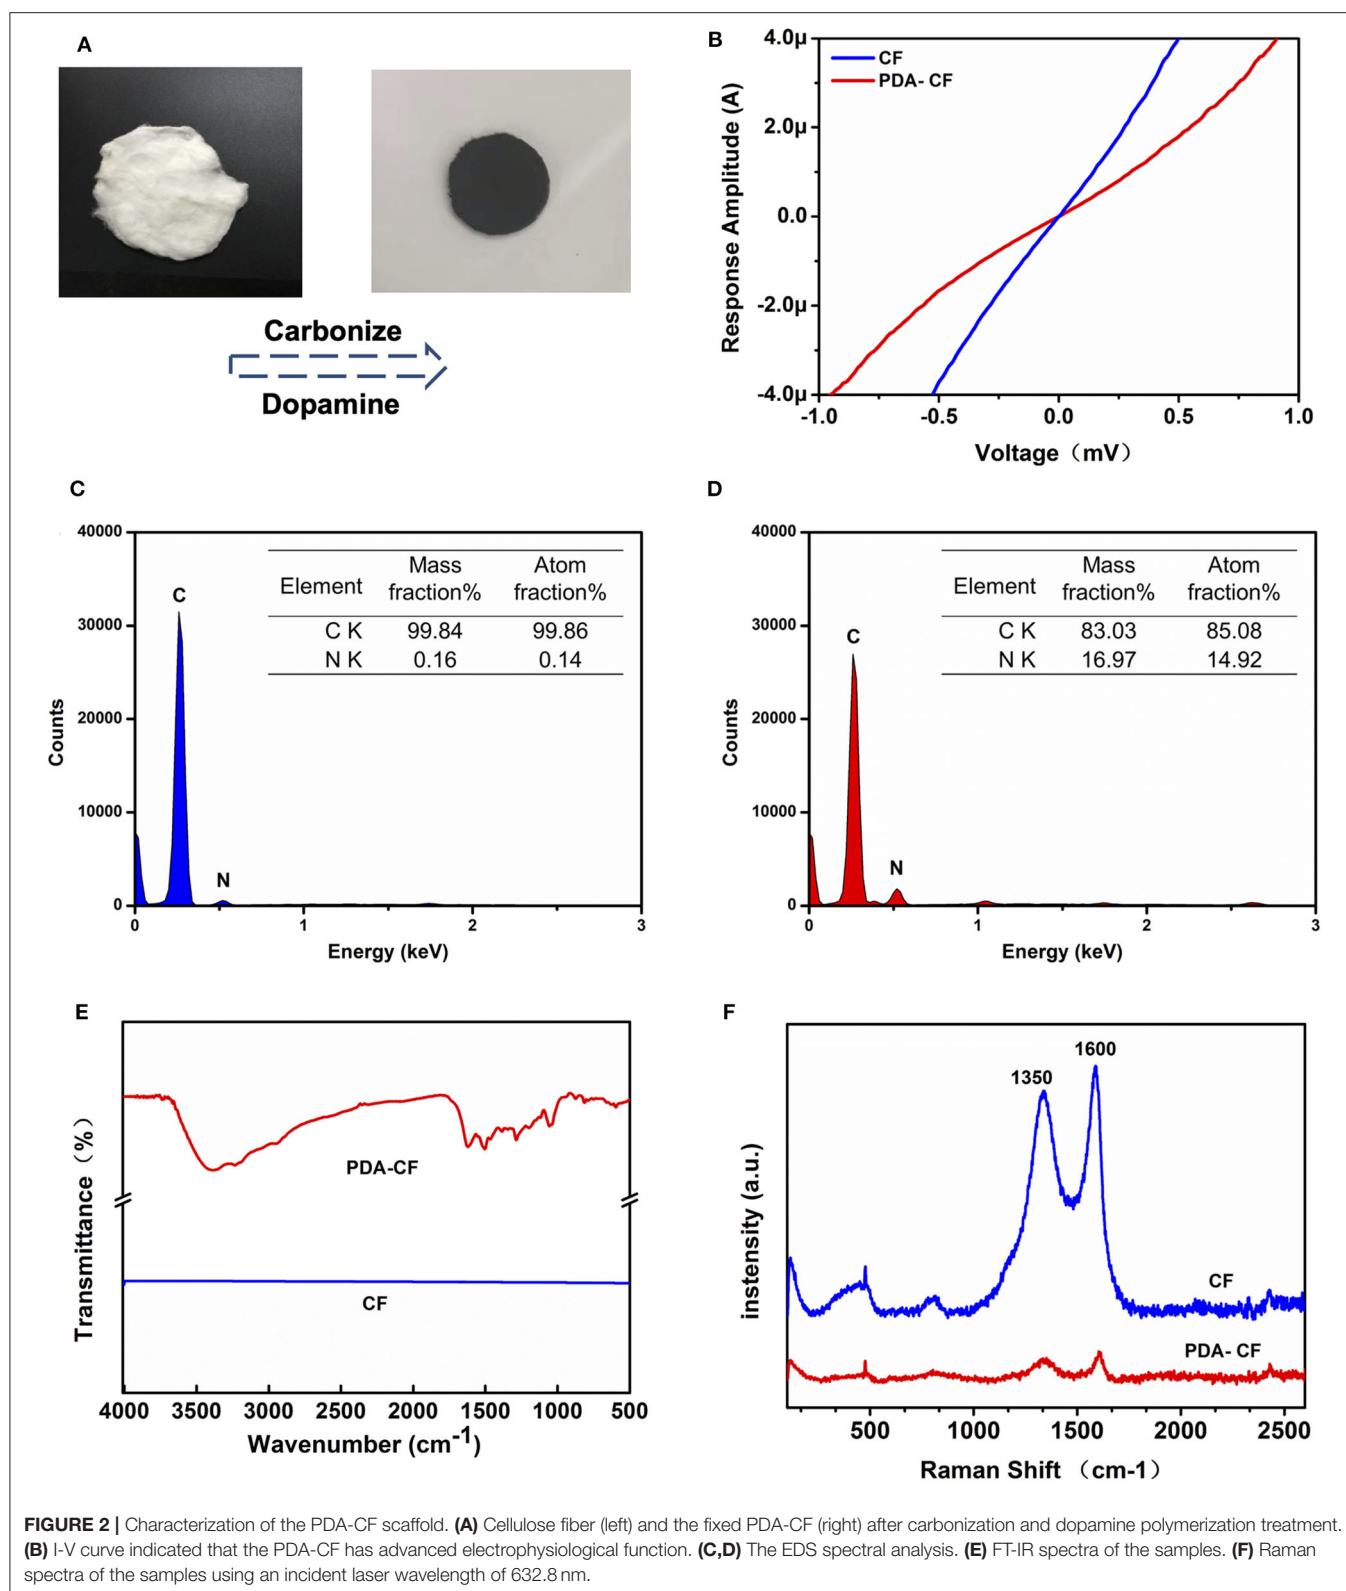 A
Carbonize
Dopamine
B
CF
PDA- CF
4.0μ
2.0μ
0.0
-2.0μ
-4.0μ
Response Amplitude (A)
-1.0 -0.5 0.0 0.5 1.0
Voltage（mV）
C
40000
30000
20000
10000
0
Counts
C
N
Element Mass fraction% Atom fraction%
C K 99.84 99.86
N K 0.16 0.14
0 1 2 3
Energy (keV)
D
40000
30000
20000
10000
0
Counts
C
N
Element Mass fraction% Atom fraction%
C K 83.03 85.08
N K 16.97 14.92
0 1 2 3
Energy (keV)
E
Transmittance（%）
PDA-CF
CF
4000 3500 3000 2500 2000 1500 1000 500
Wavenumber (cm-1)
F
instensity (a.u.)
1350
1600
CF
PDA- CF
500 1000 1500 2000 2500
Raman Shift （cm-1）
FIGURE 2 | Characterization of the PDA-CF scaffold. (A) Cellulose fiber (left) and the fixed PDA-CF (right) after carbonization and dopamine polymerization treatment.
(B) I-V curve indicated that the PDA-CF has advanced electrophysiological function. (C,D) The EDS spectral analysis. (E) FT-IR spectra of the samples. (F) Raman
spectra of the samples using an incident laser wavelength of 632.8 nm.